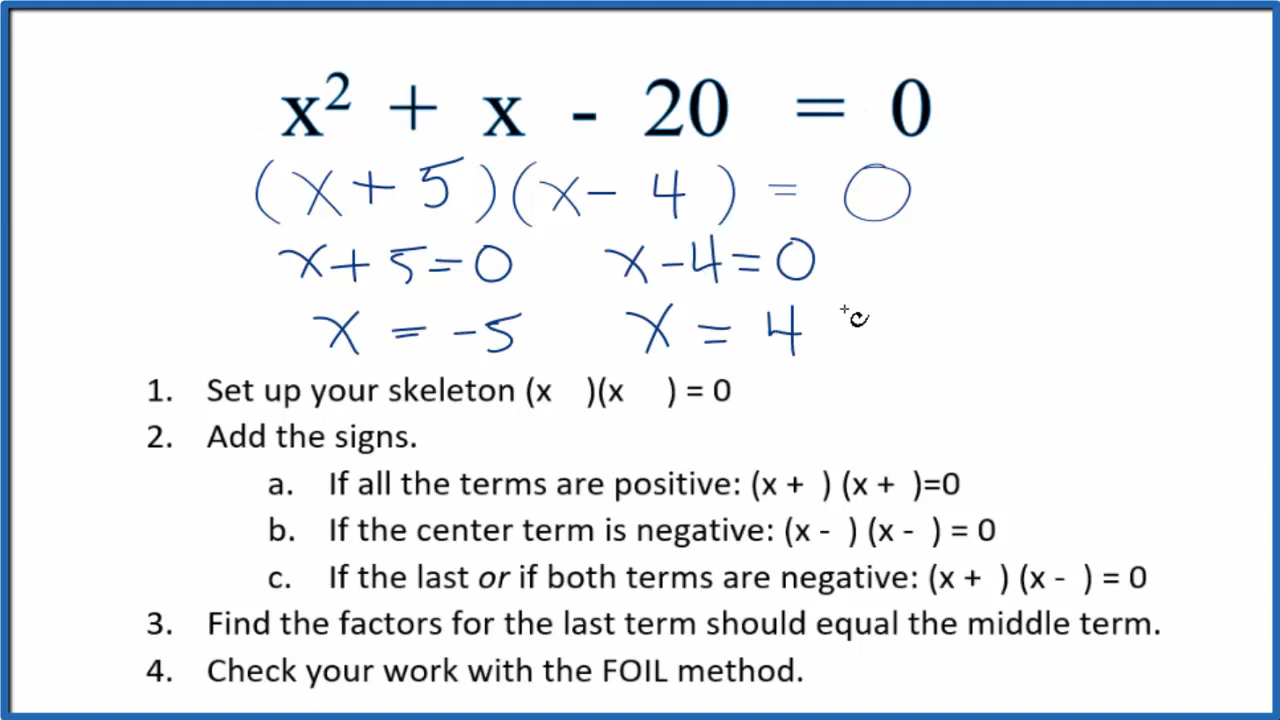 x² + x - 20 = 0
(x + 5)(x - 4) = 0
x + 5 = 0 x - 4 = 0
x = -5 x = 4
1. Set up your skeleton (x )(x ) = 0
2. Add the signs.
a. If all the terms are positive: (x + ) (x + )=0
b. If the center term is negative: (x - ) (x - ) = 0
c. If the last or if both terms are negative: (x + ) (x - ) = 0
3. Find the factors for the last term should equal the middle term.
4. Check your work with the FOIL method.